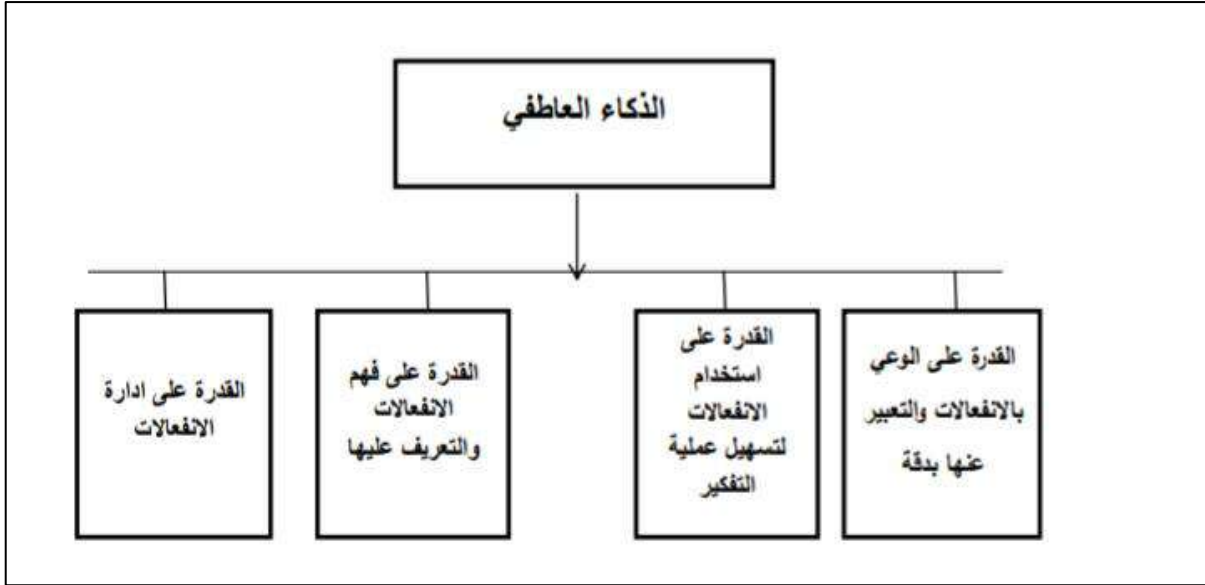 الذكاء العاطفي
القدرة على الوعي
بالانفعالات والتعبير
عنها بدقة
القدرة على
استخدام
الانفعالات
لتسهيل عملية
التفكير
القدرة على فهم
الانفعالات
والتعريف عليها
القدرة على ادارة
الانفعالات